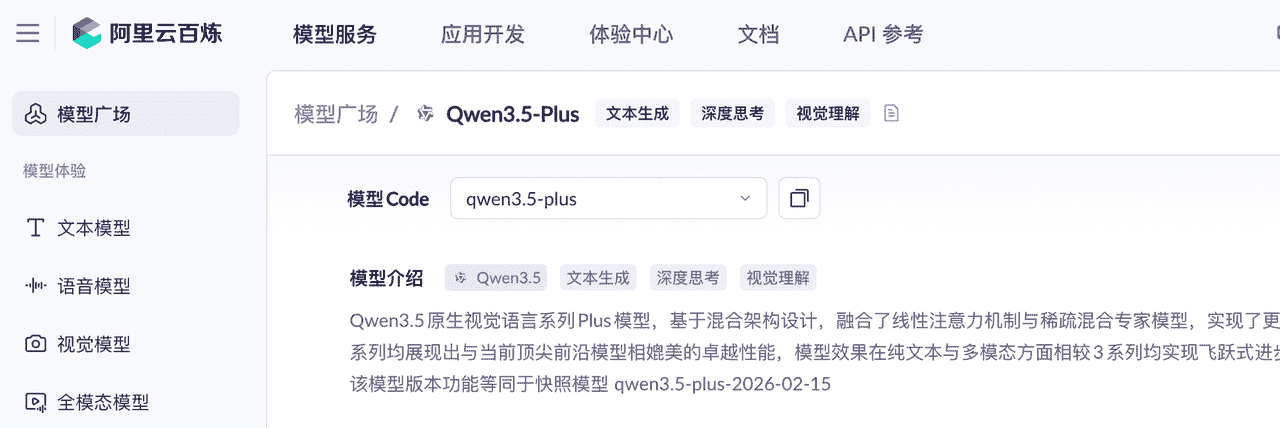 阿里云百炼
模型服务 应用开发 体验中心 文档 API 参考
模型广场
模型体验
文本模型
语音模型
视觉模型
全模态模型
模型广场 / Qwen3.5-Plus 文本生成 深度思考 视觉理解
模型Code qwen3.5-plus
模型介绍 Qwen3.5 文本生成 深度思考 视觉理解
Qwen3.5原生视觉语言系列Plus模型，基于混合架构设计，融合了线性注意力机制与稀疏混合专家模型，实现了更
系列均展现出与当前顶尖前沿模型相媲美的卓越性能，模型效果在纯文本与多模态方面相较3系列均实现飞跃式进步
该模型版本功能等同于快照模型 qwen3.5-plus-2026-02-15